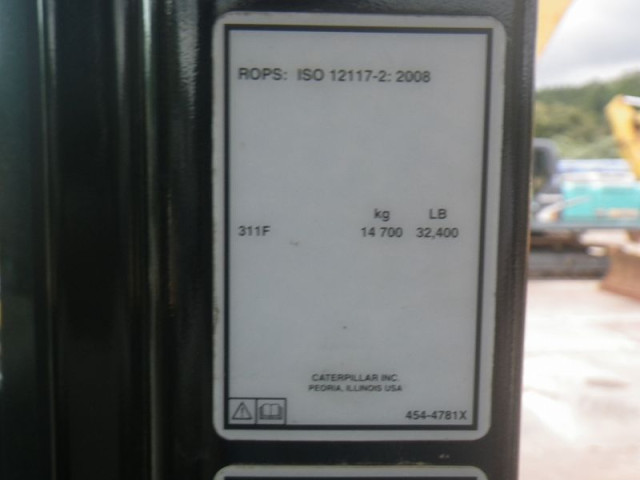 ROPS: ISO 12117-2: 2008
kg LB
311F 14 700 32,400
CATERPILLAR INC.
PEORIA, ILLINOIS USA
454-4781X